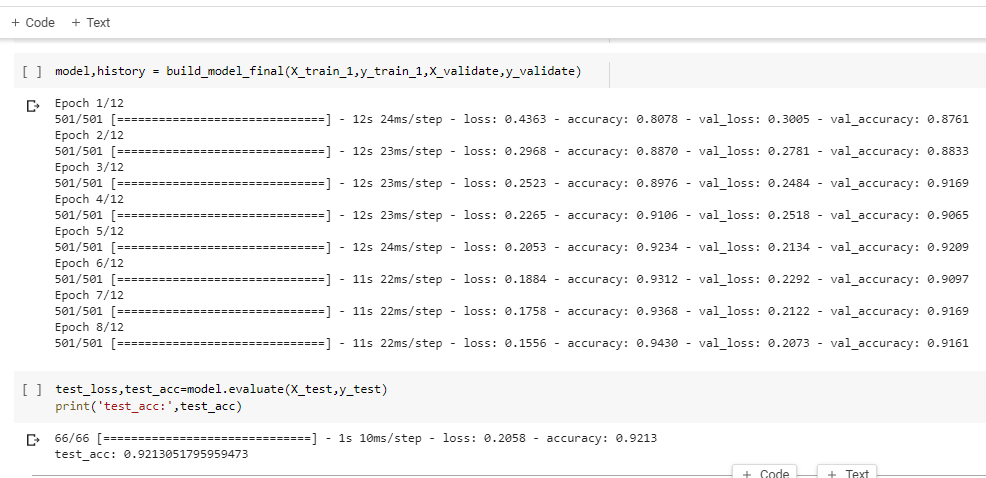 + Code + Text
[ ] model,history = build_model_final(X_train_1,y_train_1,X_validate,y_validate)
Epoch 1/12
501/501 [==============================] - 12s 24ms/step - loss: 0.4363 - accuracy: 0.8078 - val_loss: 0.3005 - val_accuracy: 0.8761
Epoch 2/12
501/501 [==============================] - 12s 23ms/step - loss: 0.2968 - accuracy: 0.8870 - val_loss: 0.2781 - val_accuracy: 0.8833
Epoch 3/12
501/501 [==============================] - 12s 23ms/step - loss: 0.2523 - accuracy: 0.8976 - val_loss: 0.2484 - val_accuracy: 0.9169
Epoch 4/12
501/501 [==============================] - 12s 23ms/step - loss: 0.2265 - accuracy: 0.9106 - val_loss: 0.2518 - val_accuracy: 0.9065
Epoch 5/12
501/501 [==============================] - 12s 24ms/step - loss: 0.2053 - accuracy: 0.9234 - val_loss: 0.2134 - val_accuracy: 0.9209
Epoch 6/12
501/501 [==============================] - 11s 22ms/step - loss: 0.1884 - accuracy: 0.9312 - val_loss: 0.2292 - val_accuracy: 0.9097
Epoch 7/12
501/501 [==============================] - 11s 22ms/step - loss: 0.1758 - accuracy: 0.9368 - val_loss: 0.2122 - val_accuracy: 0.9169
Epoch 8/12
501/501 [==============================] - 11s 22ms/step - loss: 0.1556 - accuracy: 0.9430 - val_loss: 0.2073 - val_accuracy: 0.9161
[ ] test_loss,test_acc=model.evaluate(X_test,y_test)
print('test_acc:',test_acc)
66/66 [==============================] - 1s 10ms/step - loss: 0.2058 - accuracy: 0.9213
test_acc: 0.9213051795959473
+ Code + Text